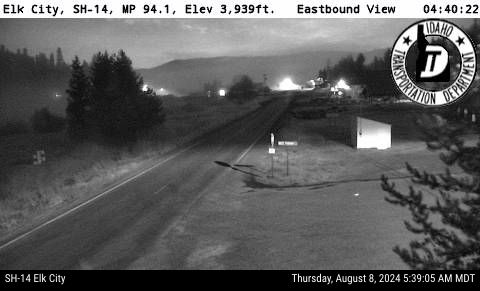 Elk City, SH-14, MP 94.1, Elev 3,939ft. Eastbound View 04:40:22
IDAHO
TRANSPORTATION DEPARTMENT
SH-14 Elk City Thursday, August 8, 2024 5:39:05 AM MDT